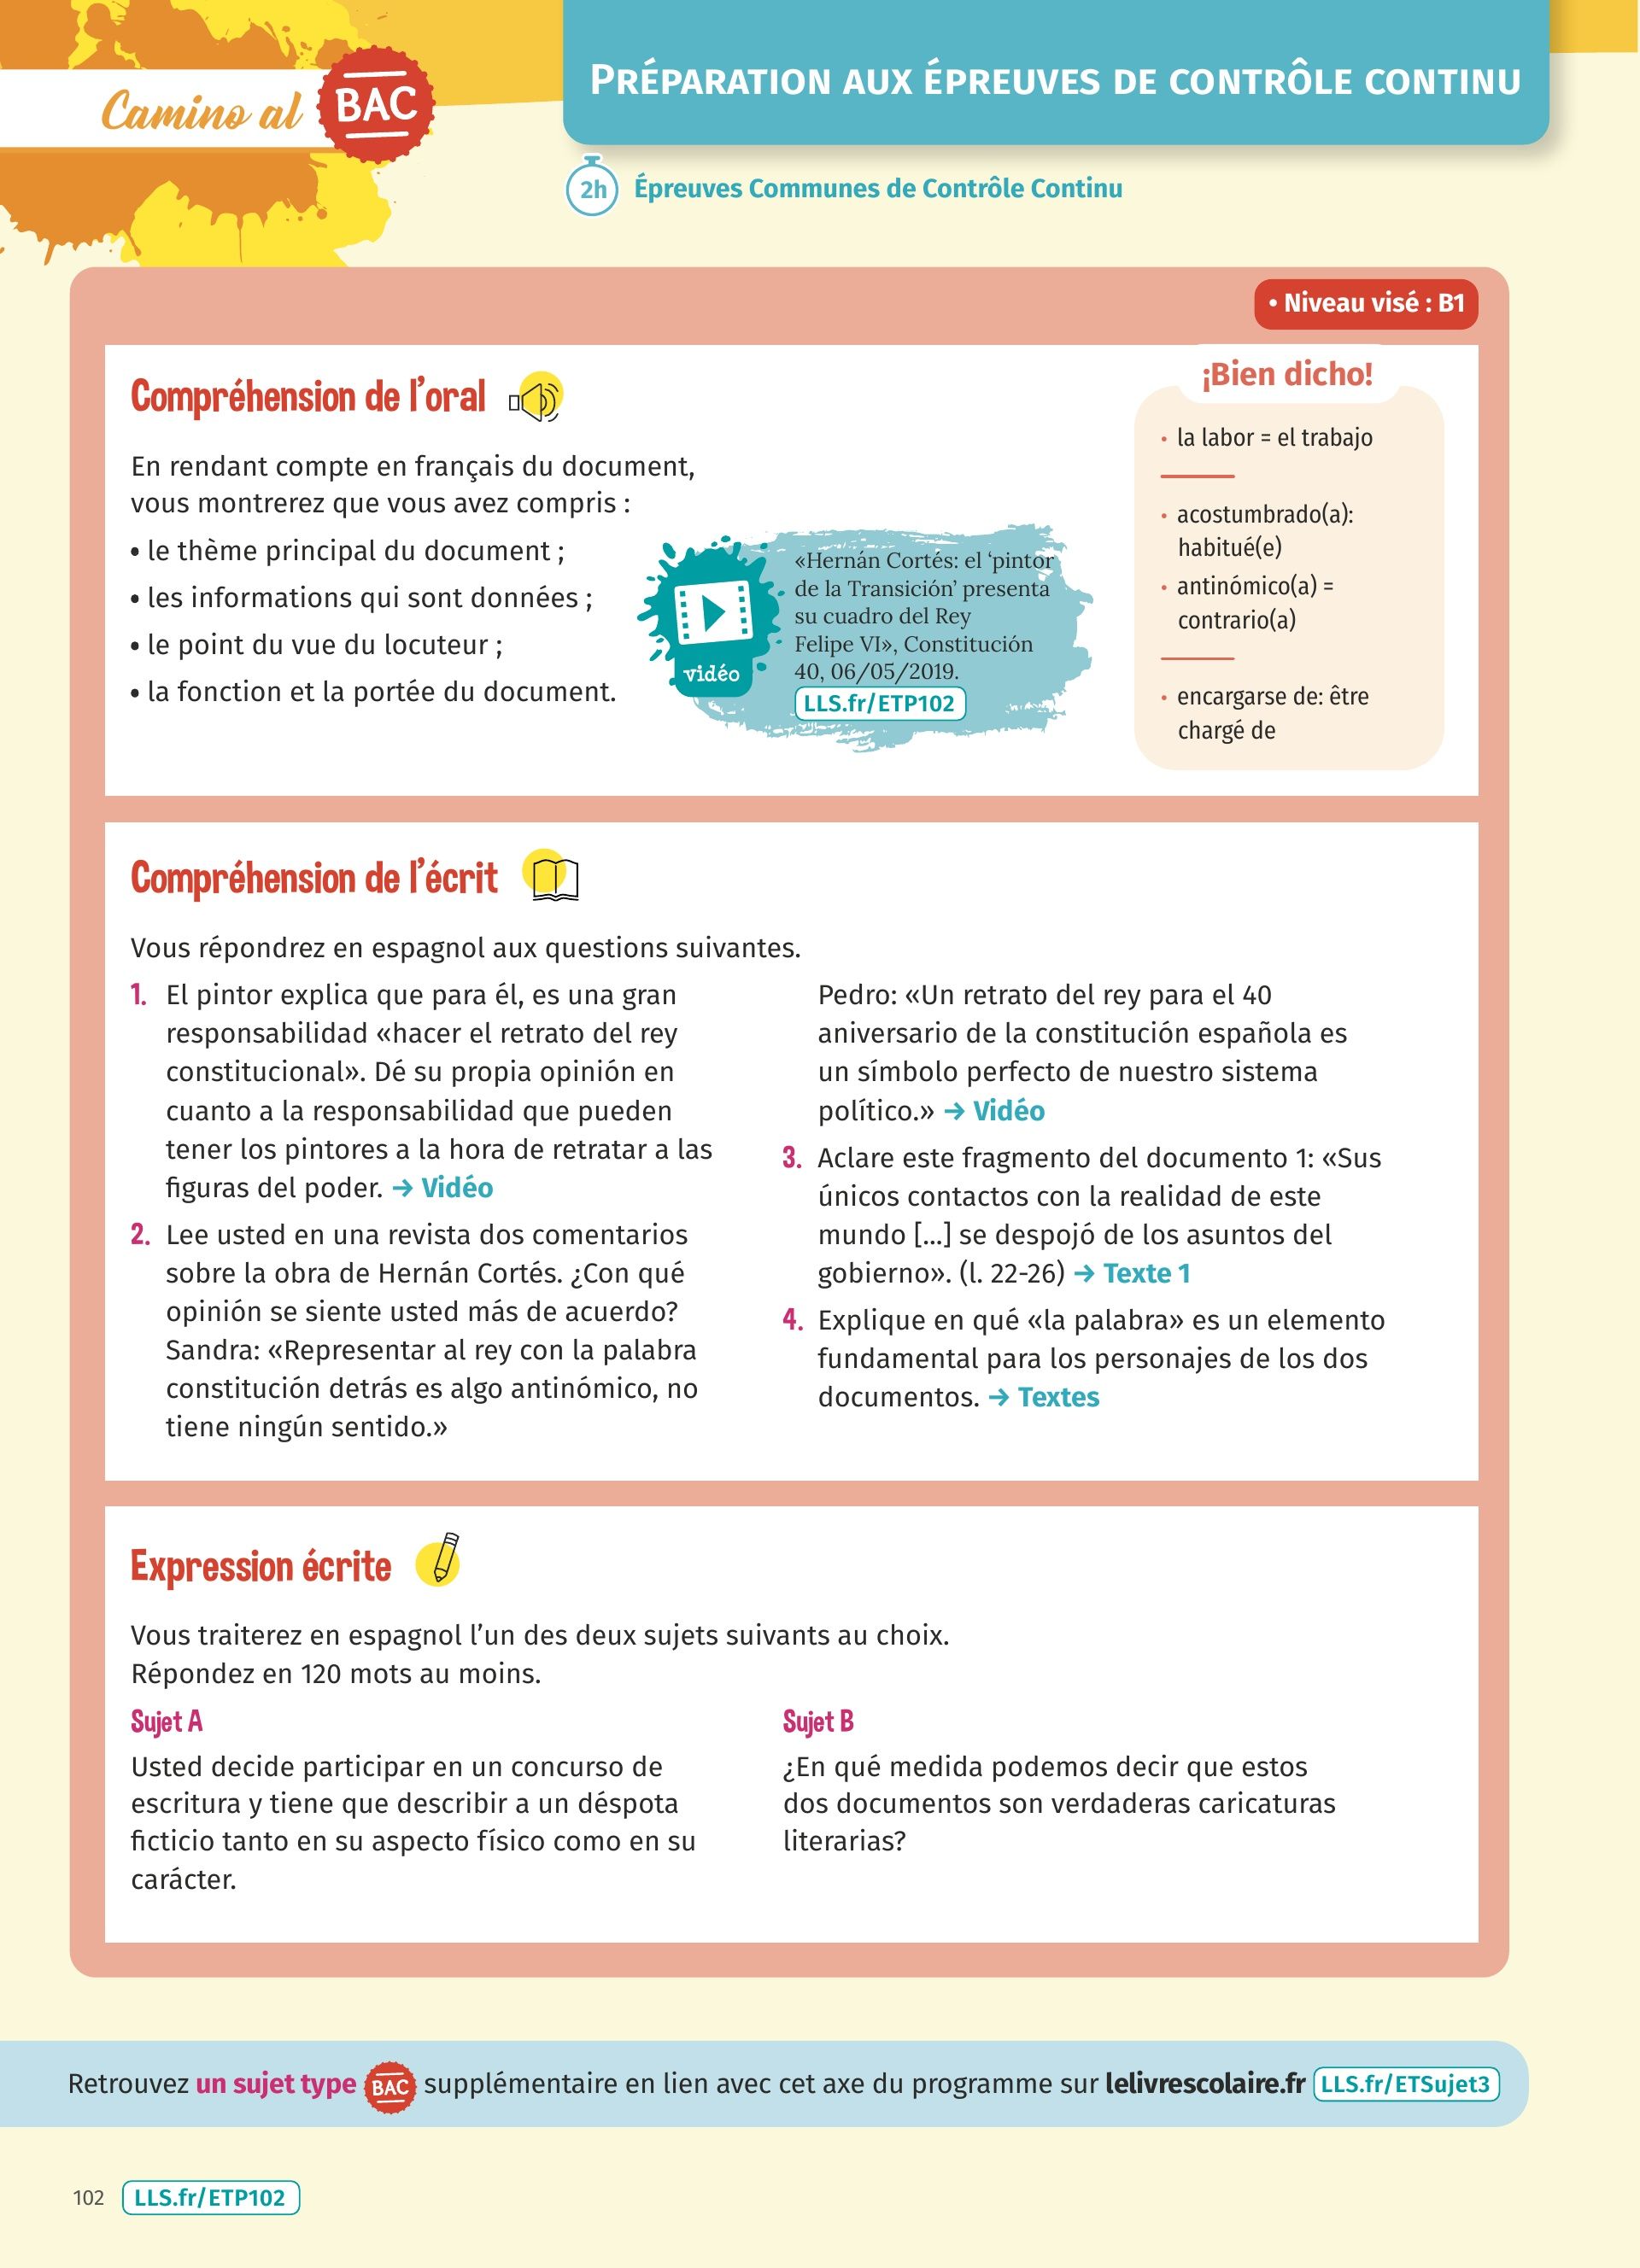 Camino al BAC
PRÉPARATION AUX ÉPREUVES DE CONTRÔLE CONTINU
2h Épreuves Communes de Contrôle Continu
• Niveau visé : B1
Compréhension de l'oral
En rendant compte en français du document,
vous montrerez que vous avez compris :
• le thème principal du document ;
• les informations qui sont données ;
• le point du vue du locuteur ;
• la fonction et la portée du document.
vidéo
«Hernán Cortés: el 'pintor
de la Transición' presenta
su cuadro del Rey
Felipe VI», Constitución
40, 06/05/2019.
LLS.fr/ETP102
¡Bien dicho!
• la labor = el trabajo
• acostumbrado(a):
habitué(e)
• antinómico(a) =
contrario(a)
• encargarse de: être
chargé de
Compréhension de l'écrit
Vous répondrez en espagnol aux questions suivantes.
1. El pintor explica que para él, es una gran
responsabilidad «hacer el retrato del rey
constitucional». Dé su propia opinión en
cuanto a la responsabilidad que pueden
tener los pintores a la hora de retratar a las
figuras del poder. → Vidéo
2. Lee usted en una revista dos comentarios
sobre la obra de Hernán Cortés. ¿Con qué
opinión se siente usted más de acuerdo?
Sandra: «Representar al rey con la palabra
constitución detrás es algo antinómico, no
tiene ningún sentido.»
Pedro: «Un retrato del rey para el 40
aniversario de la constitución española es
un símbolo perfecto de nuestro sistema
político.» → Vidéo
3. Aclare este fragmento del documento 1: «Sus
únicos contactos con la realidad de este
mundo [...] se despojó de los asuntos del
gobierno». (l. 22-26) → Texte 1
4. Explique en qué «la palabra» es un elemento
fundamental para los personajes de los dos
documentos. → Textes
Expression écrite
Vous traiterez en espagnol l'un des deux sujets suivants au choix.
Répondez en 120 mots au moins.
Sujet A
Usted decide participar en un concurso de
escritura y tiene que describir a un déspota
ficticio tanto en su aspecto físico como en su
carácter.
Sujet B
¿En qué medida podemos decir que estos
dos documentos son verdaderas caricaturas
literarias?
Retrouvez un sujet type BAC supplémentaire en lien avec cet axe du programme sur lelivrescolaire.fr LLS.fr/ETSujet3
102 LLS.fr/ETP102